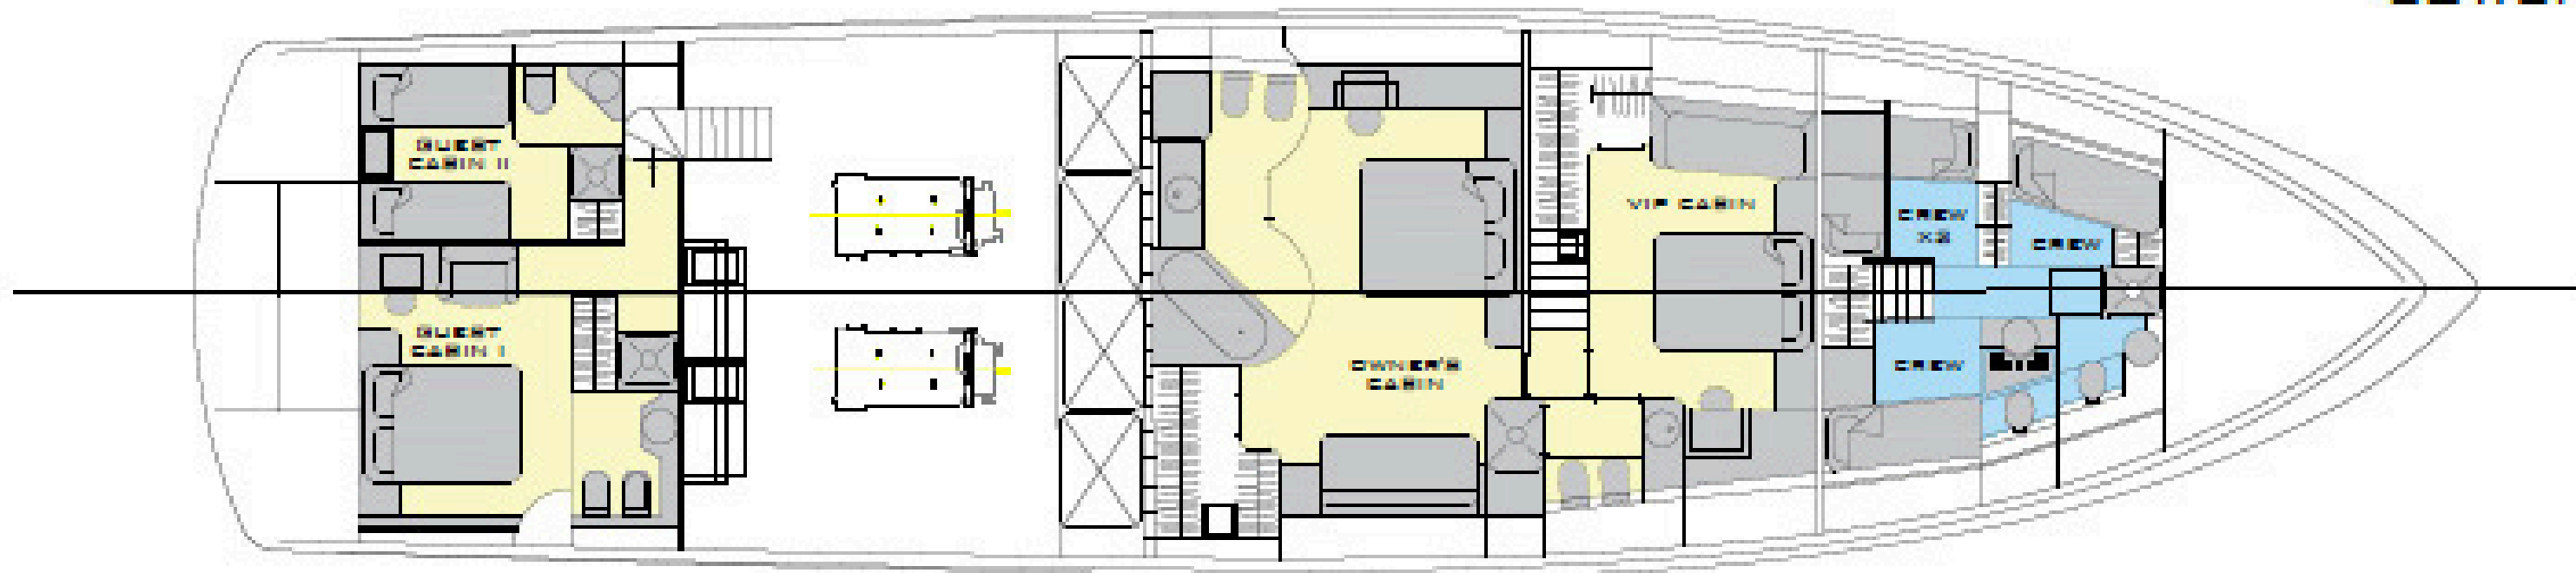 GUEST
CABIN II
GUEST
CABIN I
OWNER'S
CABIN
VIP CABIN
CREW
X2
CREW
CREW